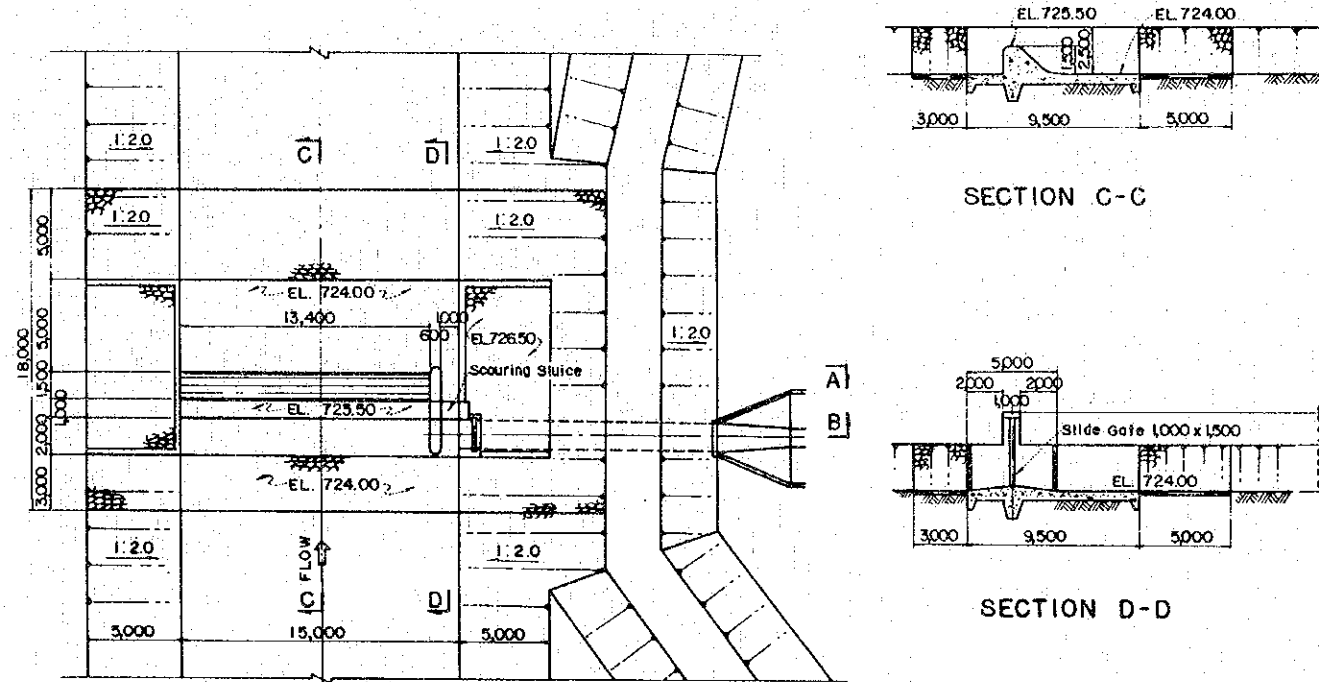 1:2.0
1:2.0
C
D
1:2.0
1:2.0
5,000
EL. 724.00
13,400
1,000
600
EL.726.50
Scouring Sluice
1:2.0
18,000
5,000
1,500
1,000
2,000
3,000
EL. 725.50
EL. 724.00
A
B
1:2.0
1:2.0
FLOW
C
D
5,000
15,000
5,000
EL.725.50
EL.724.00
1,500
2,500
3,000
9,500
5,000
SECTION C-C
5,000
2,000
2,000
1,000
Slide Gate 1,000 x 1,500
EL. 724.00
3,000
9,500
5,000
SECTION D-D